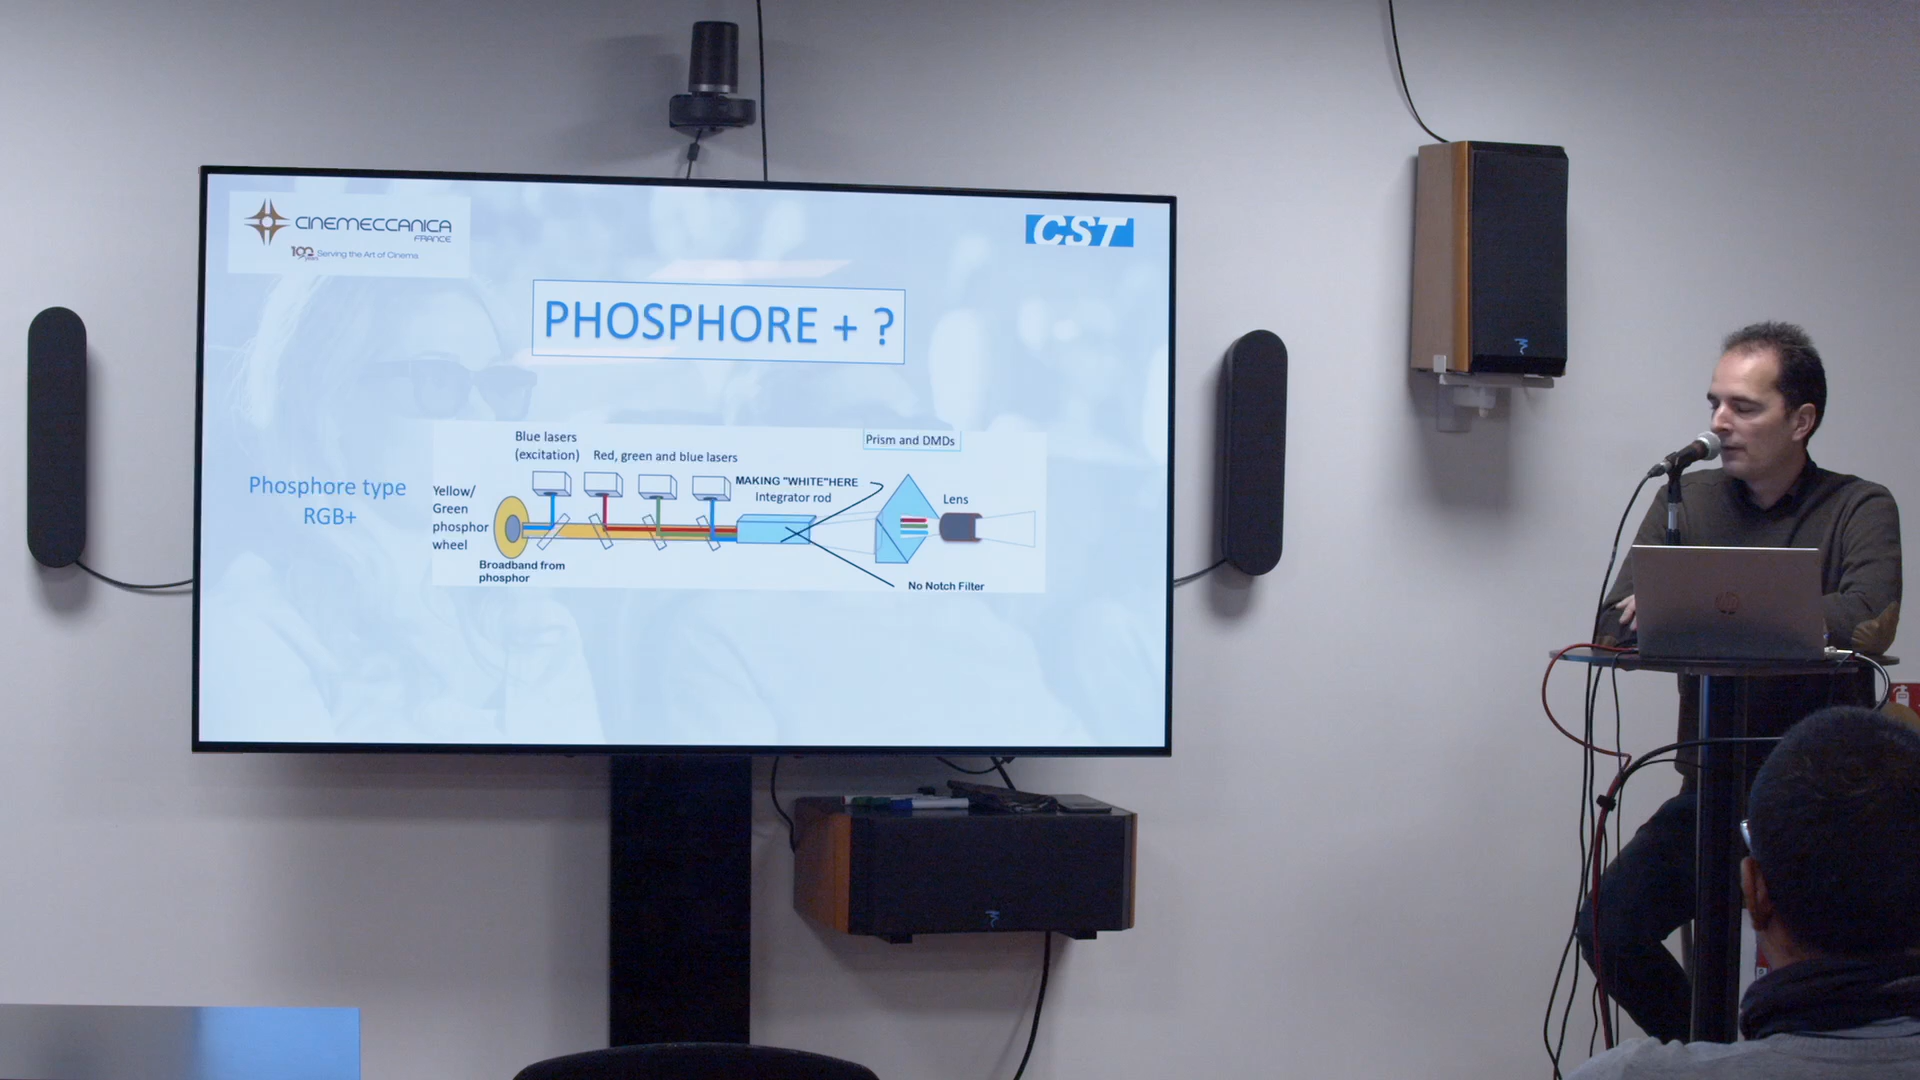 CINEMECCANICA
FRANCE
100 years Serving the Art of Cinema
CST
PHOSPHORE + ?
Phosphore type
RGB+
Blue lasers
(excitation)
Red, green and blue lasers
Prism and DMDs
MAKING "WHITE"HERE
Integrator rod
Lens
Yellow/
Green
phosphor
wheel
Broadband from
phosphor
No Notch Filter
hp